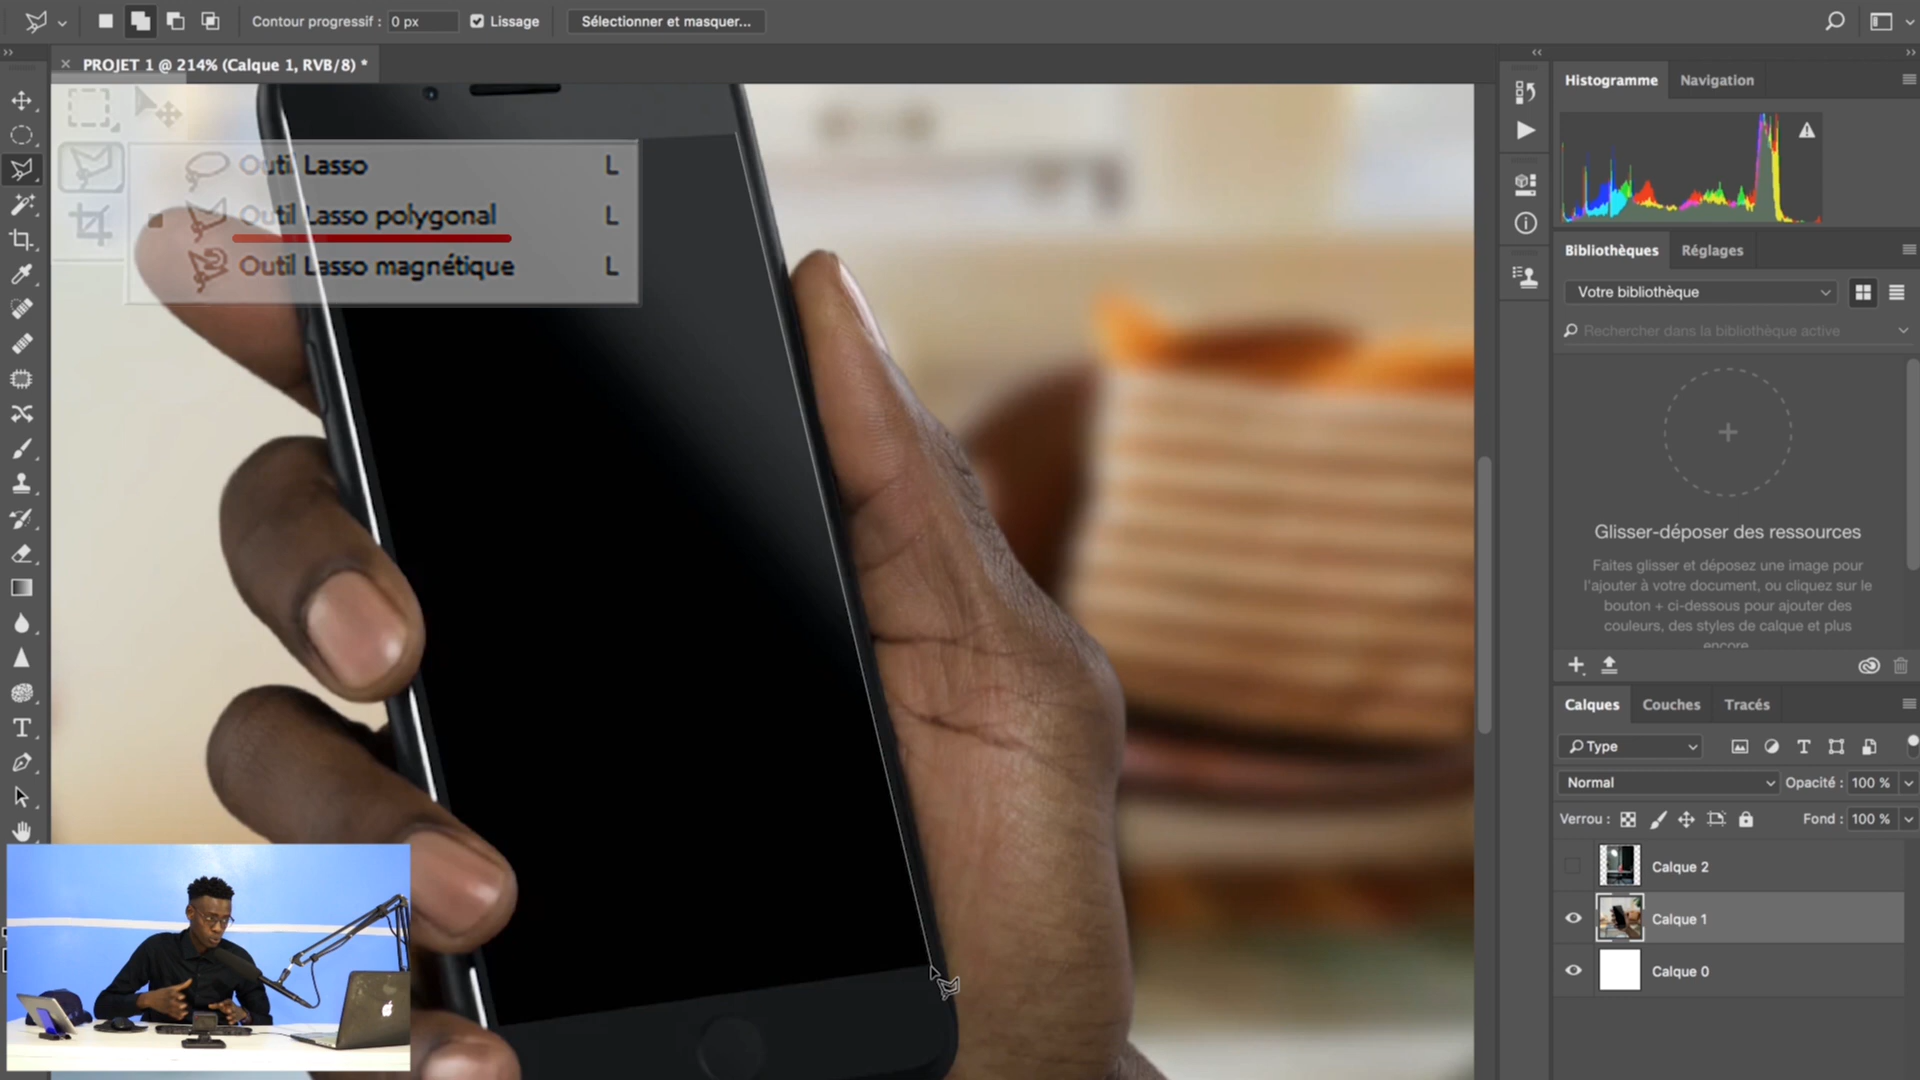 Contour progressif : 0 px Lissage Sélectionner et masquer...
PROJET 1 @ 214% (Calque 1, RVB/8) *
Outil Lasso L
Outil Lasso polygonal L
Outil Lasso magnétique L
Histogramme Navigation
Bibliothèques Réglages
Votre bibliothèque
Rechercher dans la bibliothèque active
Glisser-déposer des ressources
Faites glisser et déposez une image pour
l'ajouter à votre document, ou cliquez sur le
bouton + ci-dessous pour ajouter des
couleurs, des styles de calque et plus
encore
Calques Couches Tracés
Type
Normal Opacité : 100 %
Verrou : Fond : 100 %
Calque 2
Calque 1
Calque 0